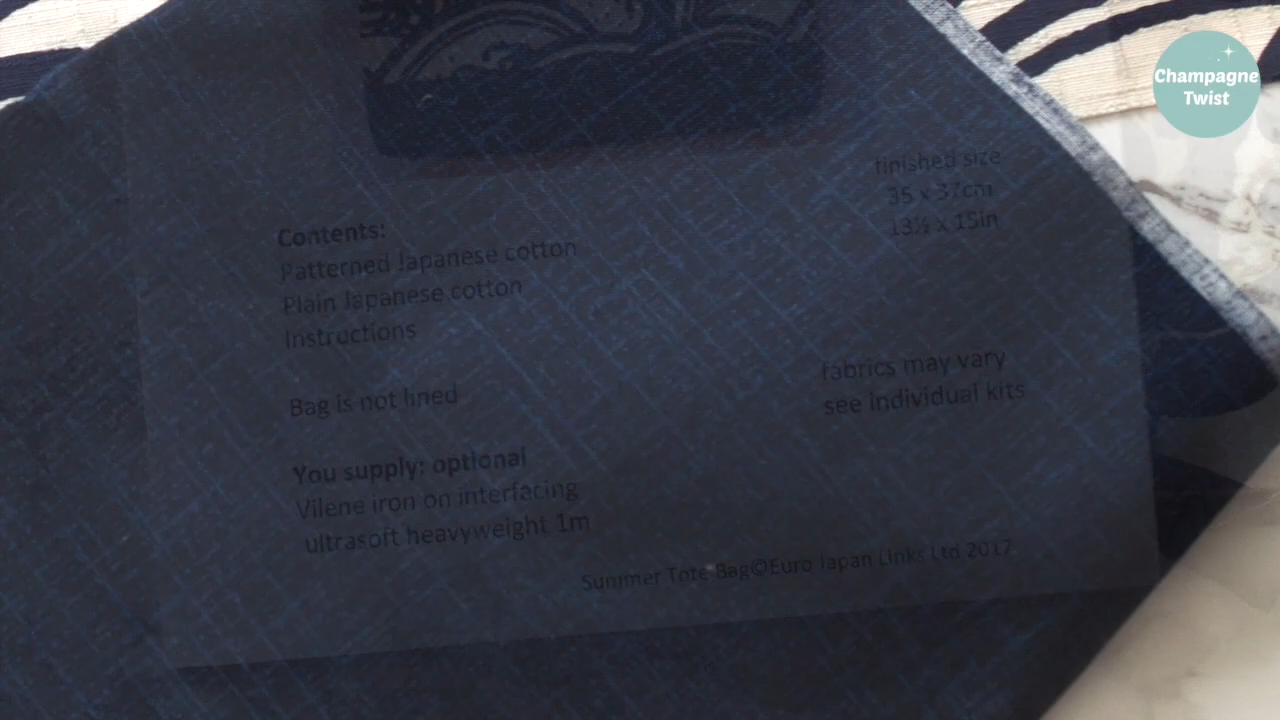 Champagne
Twist
finished size
35 x 37cm
13½ x 15in
Contents:
Patterned Japanese cotton
Plain Japanese cotton
Instructions
Bag is not lined
fabrics may vary
see individual kits
You supply: optional
Vilene iron on interfacing
ultrasoft heavyweight 1m
Summer Tote Bag©Euro Japan Links Ltd 2017